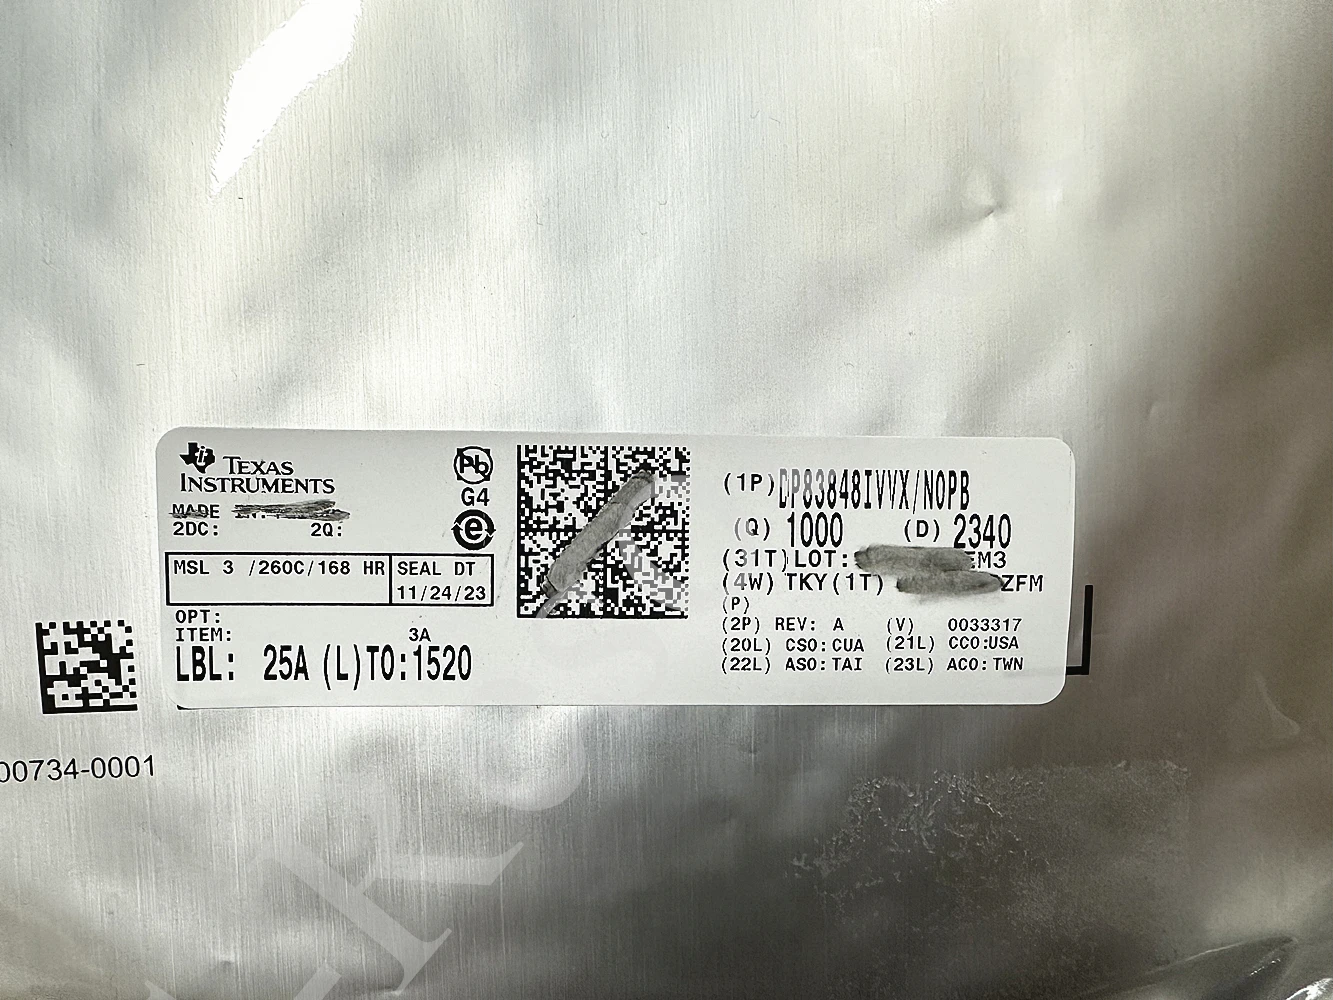 TEXAS
INSTRUMENTS
MADE
2DC: 2Q:
Pb
G4
e
MSL 3 /260C/168 HR
SEAL DT
11/24/23
OPT:
ITEM: 3A
LBL: 25A (L)TO:1520
(1P)DP83848IVVX/NOPB
(Q) 1000 (D) 2340
(31T)LOT: EM3
(4W) TKY(1T) ZFM
(P)
(2P) REV: A (V) 0033317
(20L) CSO:CUA (21L) CCO:USA
(22L) ASO:TAI (23L) ACO:TWN
00734-0001